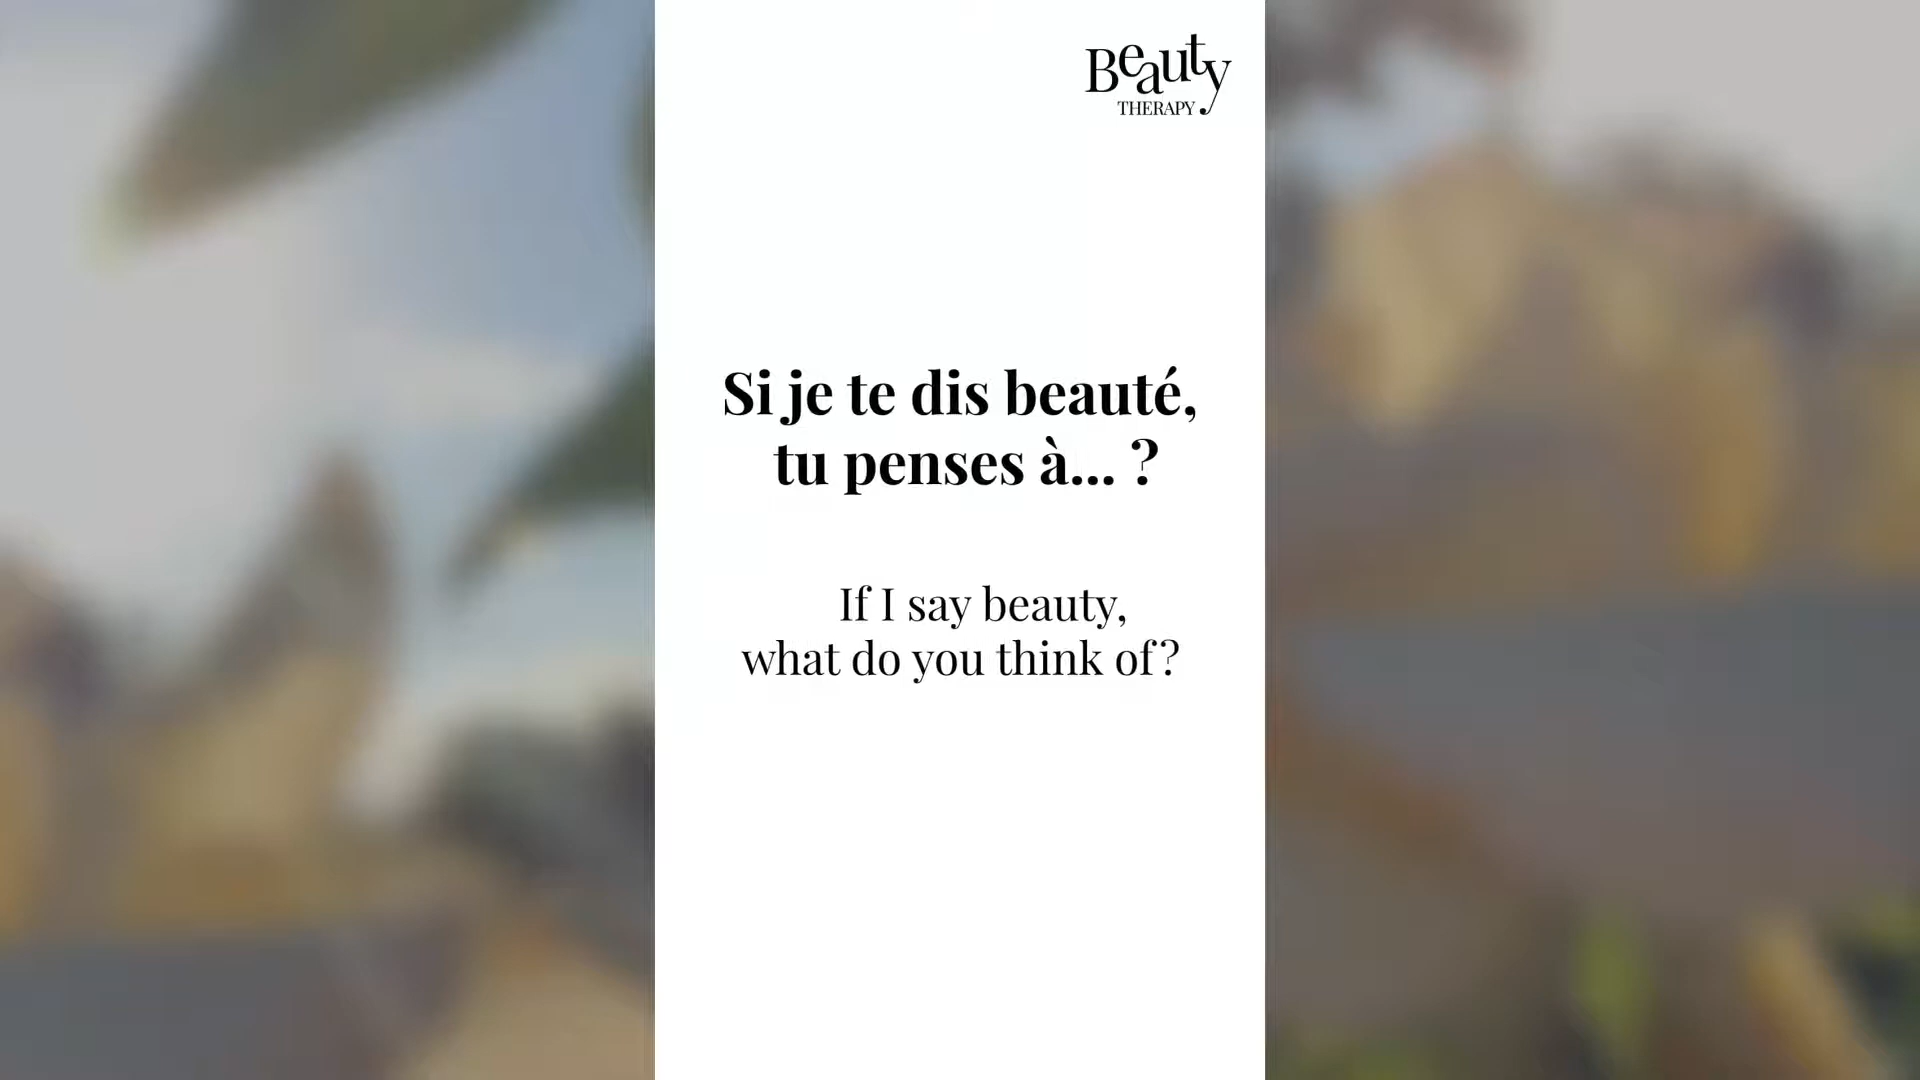 Beauty
THERAPY
Si je te dis beauté,
tu penses à... ?
If I say beauty,
what do you think of?